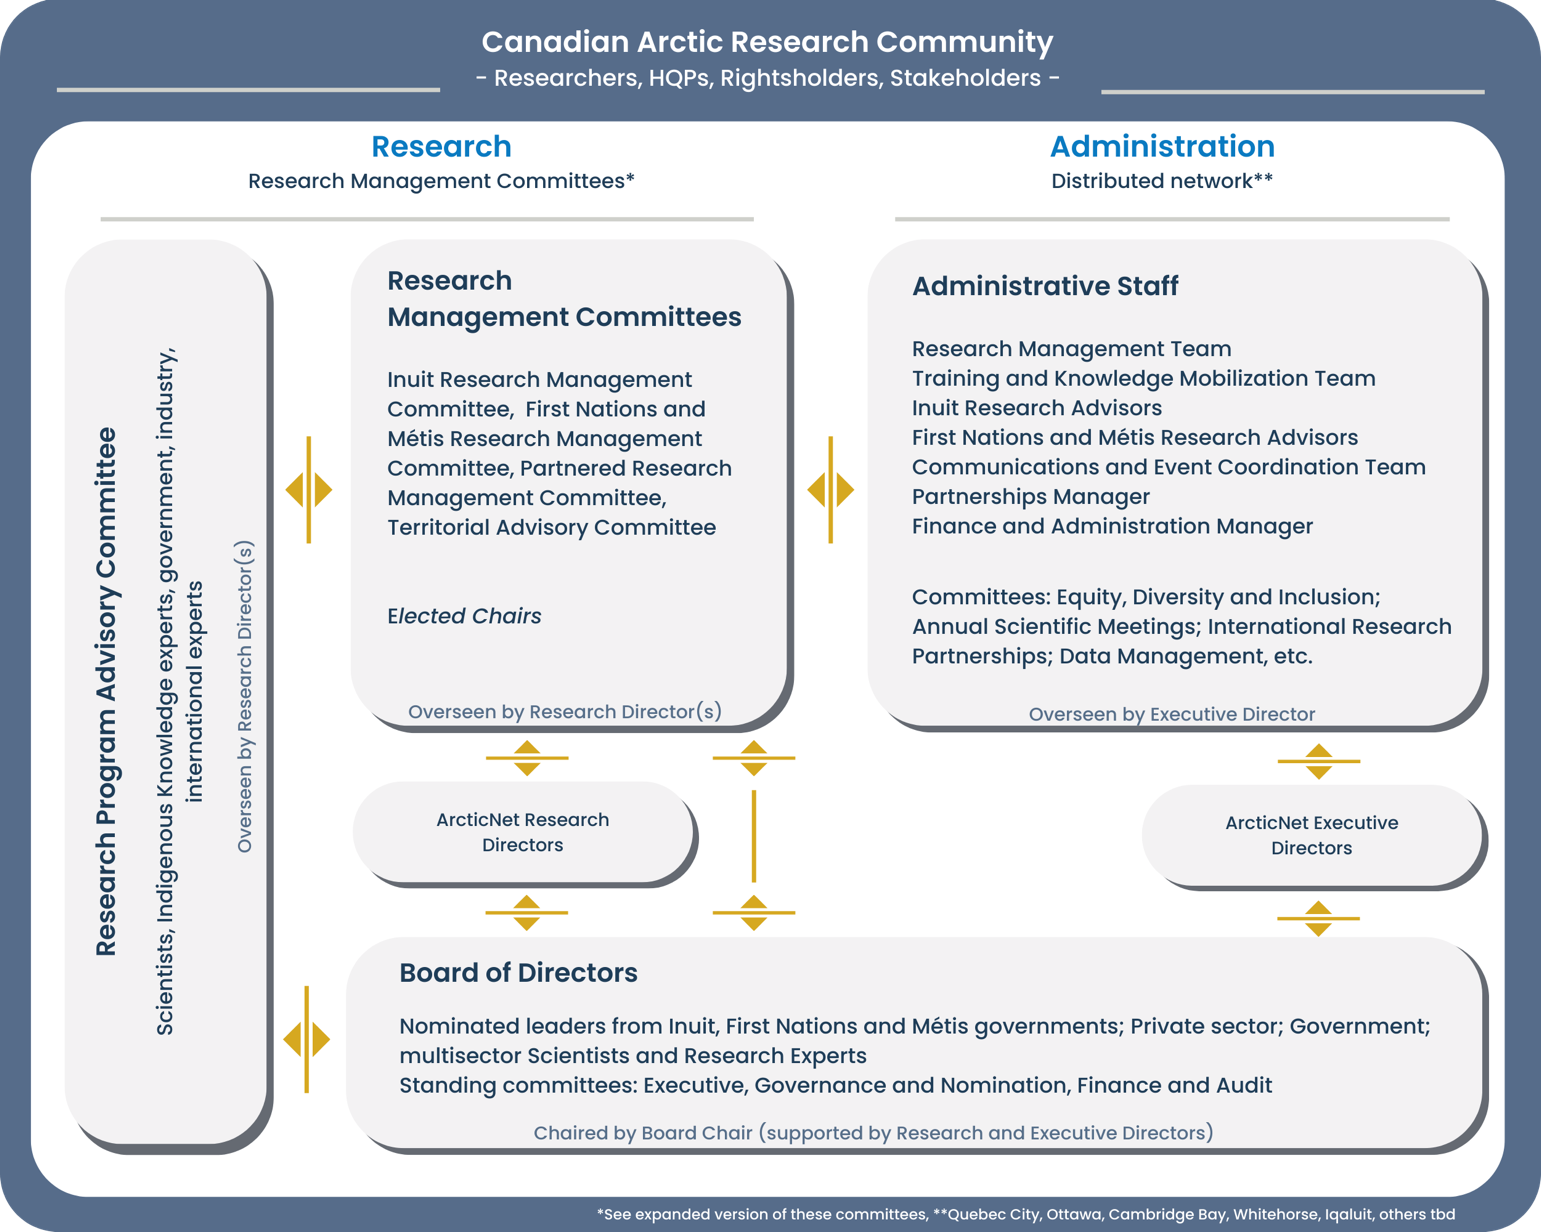 Canadian Arctic Research Community
- Researchers, HQPs, Rightsholders, Stakeholders -
Research
Research Management Committees*
Administration
Distributed network**
Research Program Advisory Committee
Scientists, Indigenous Knowledge experts, government, industry,
international experts
Overseen by Research Director(s)
Research
Management Committees
Inuit Research Management
Committee, First Nations and
Métis Research Management
Committee, Partnered Research
Management Committee,
Territorial Advisory Committee
Elected Chairs
Overseen by Research Director(s)
Administrative Staff
Research Management Team
Training and Knowledge Mobilization Team
Inuit Research Advisors
First Nations and Métis Research Advisors
Communications and Event Coordination Team
Partnerships Manager
Finance and Administration Manager
Committees: Equity, Diversity and Inclusion;
Annual Scientific Meetings; International Research
Partnerships; Data Management, etc.
Overseen by Executive Director
ArcticNet Research
Directors
ArcticNet Executive
Directors
Board of Directors
Nominated leaders from Inuit, First Nations and Métis governments; Private sector; Government;
multisector Scientists and Research Experts
Standing committees: Executive, Governance and Nomination, Finance and Audit
Chaired by Board Chair (supported by Research and Executive Directors)
*See expanded version of these committees, **Quebec City, Ottawa, Cambridge Bay, Whitehorse, Iqaluit, others tbd